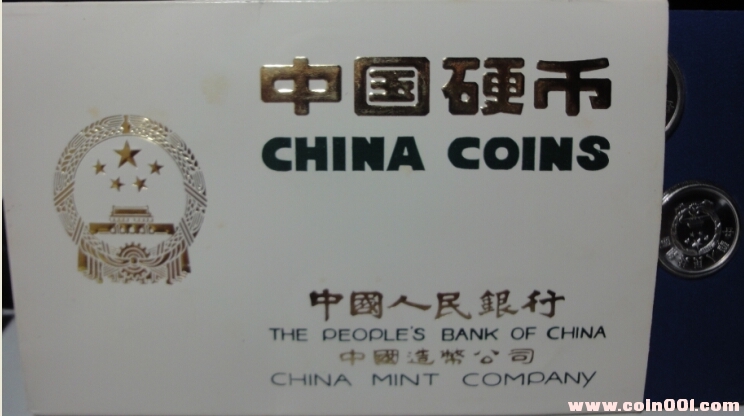 中国硬币
CHINA COINS
中國人民銀行
THE PEOPLE'S BANK OF CHINA
中國造幣公司
CHINA MINT COMPANY
www.coin001.com